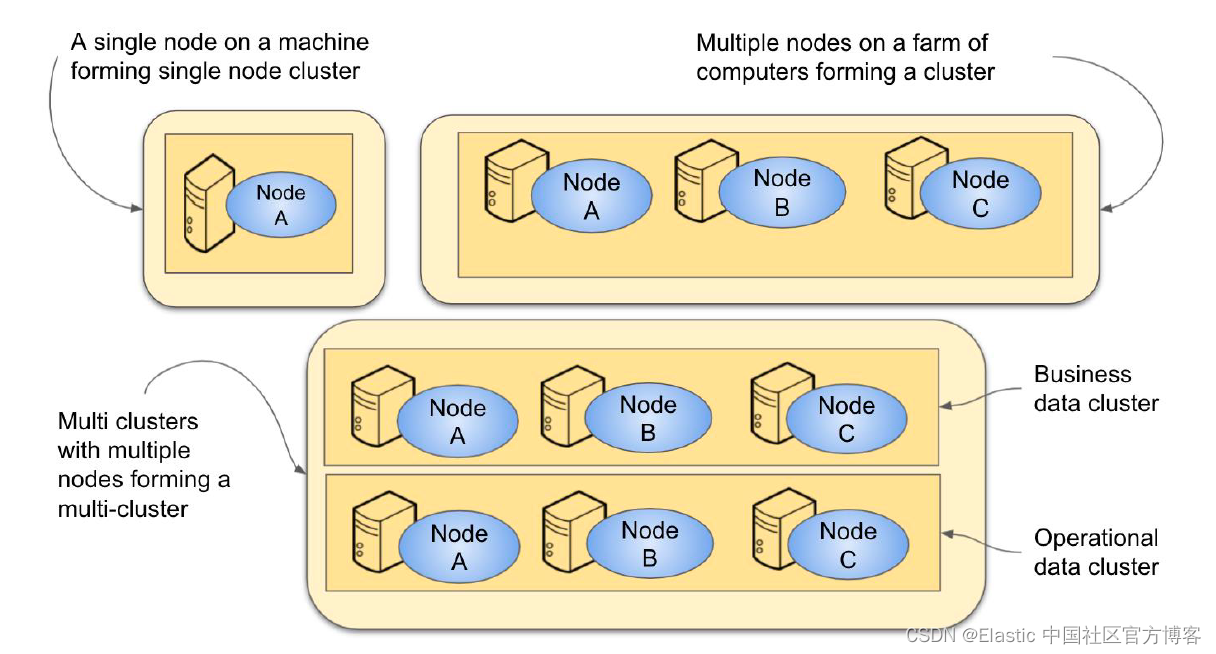 A single node on a machine
forming single node cluster
Multiple nodes on a farm of
computers forming a cluster
Node
A
Node
A
Node
B
Node
C
Multi clusters
with multiple
nodes forming a
multi-cluster
Node
A
Node
B
Node
C
Business
data cluster
Node
A
Node
B
Node
C
Operational
data cluster
CSDN @Elastic 中国社区官方博客